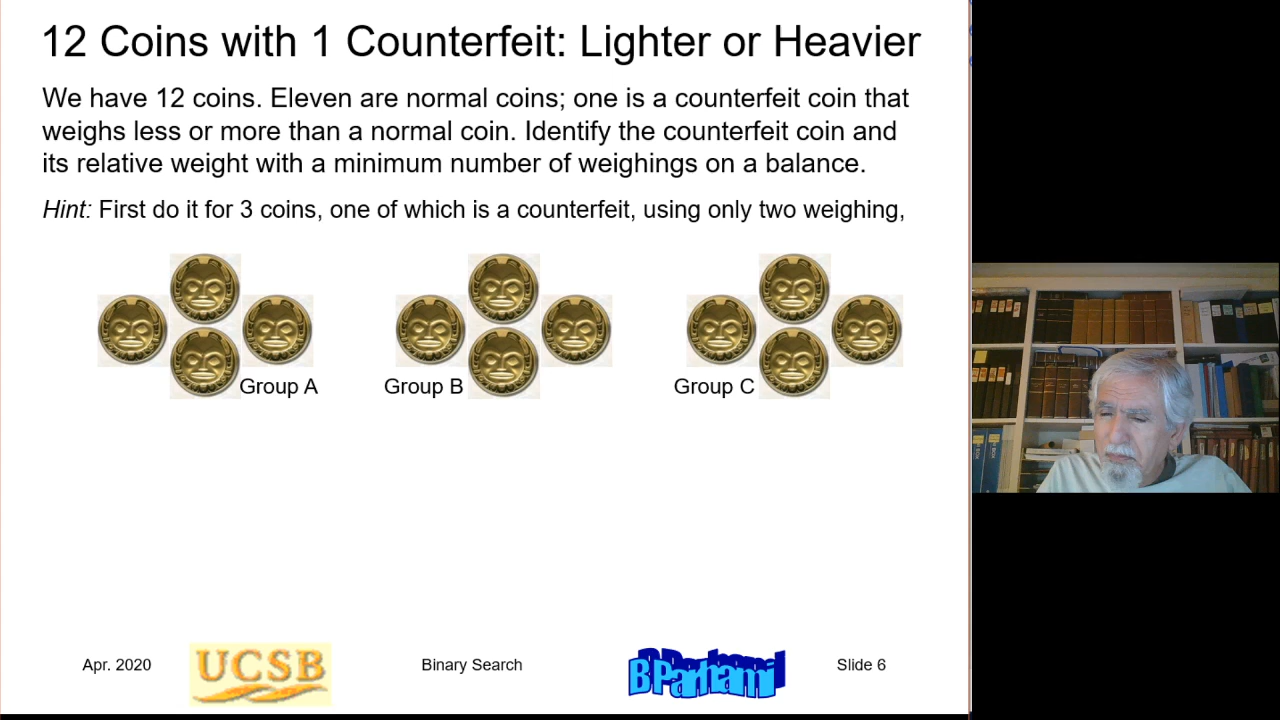 12 Coins with 1 Counterfeit: Lighter or Heavier
We have 12 coins. Eleven are normal coins; one is a counterfeit coin that
weighs less or more than a normal coin. Identify the counterfeit coin and
its relative weight with a minimum number of weighings on a balance.
Hint: First do it for 3 coins, one of which is a counterfeit, using only two weighing,
Group A
Group B
Group C
Apr. 2020
UCSB
Binary Search
B Parhami
Slide 6